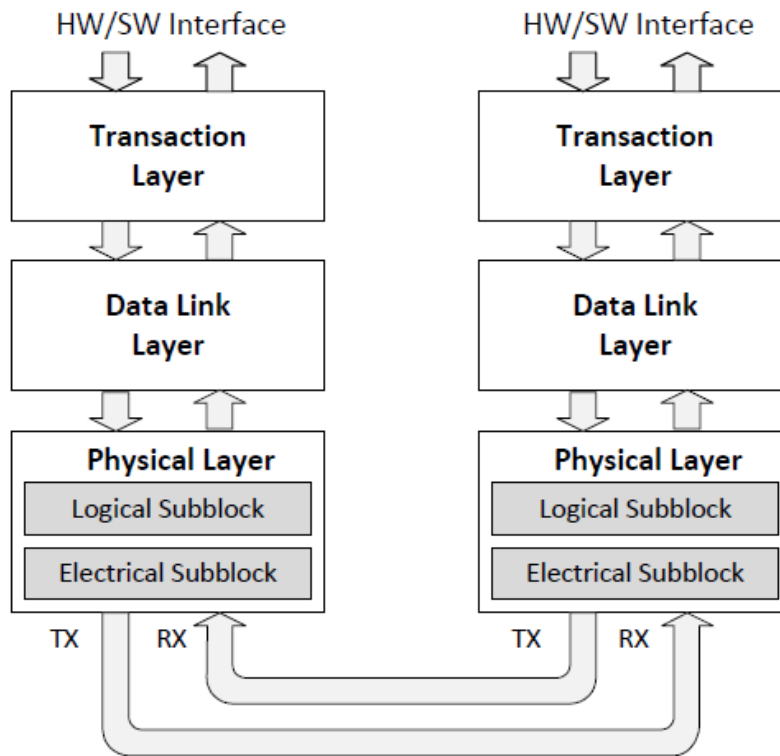 HW/SW Interface
Transaction
Layer
Data Link
Layer
Physical Layer
Logical Subblock
Electrical Subblock
TX
RX
HW/SW Interface
Transaction
Layer
Data Link
Layer
Physical Layer
Logical Subblock
Electrical Subblock
TX
RX